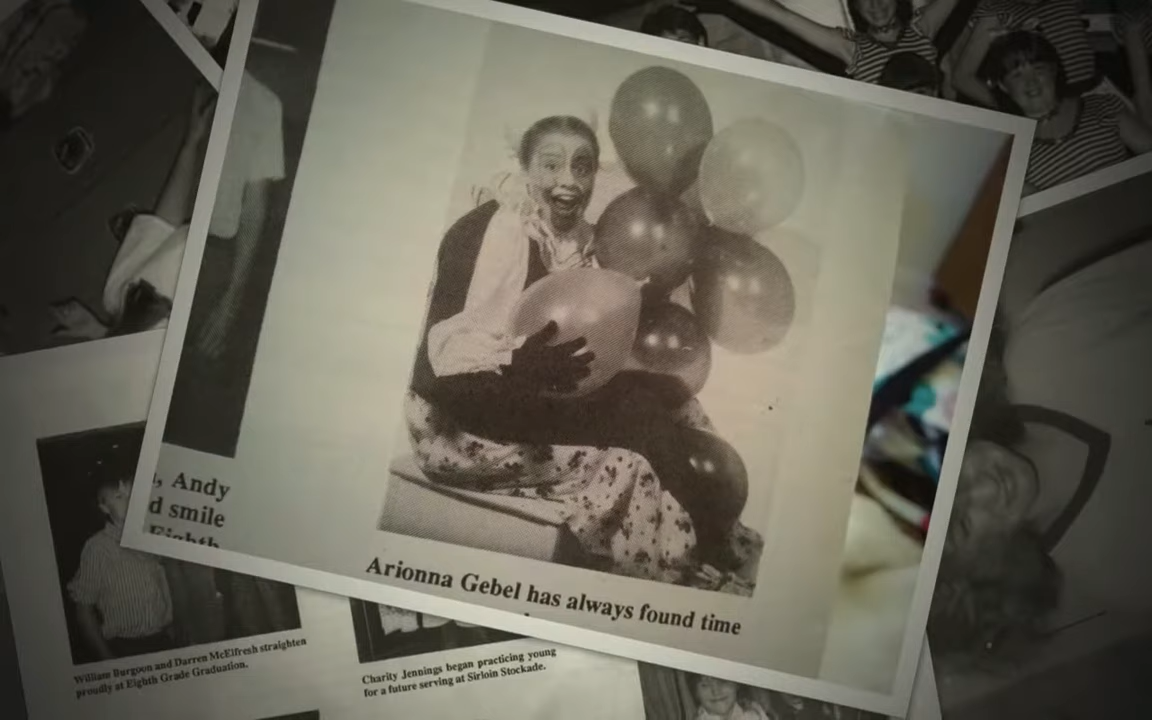 , Andy
d smile
Eighth
Arionna Gebel has always found time
William Burgoon and Darren McElfresh straighten
proudly at Eighth Grade Graduation.
Charity Jennings began practicing young
for a future serving at Sirloin Stockade.